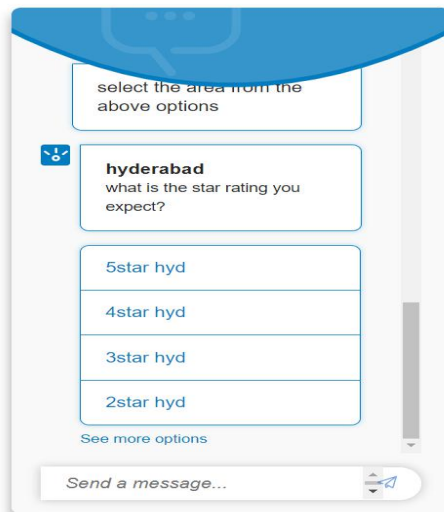 select the area from the
above options
hyderabad
what is the star rating you
expect?
5star hyd
4star hyd
3star hyd
2star hyd
See more options
Send a message...